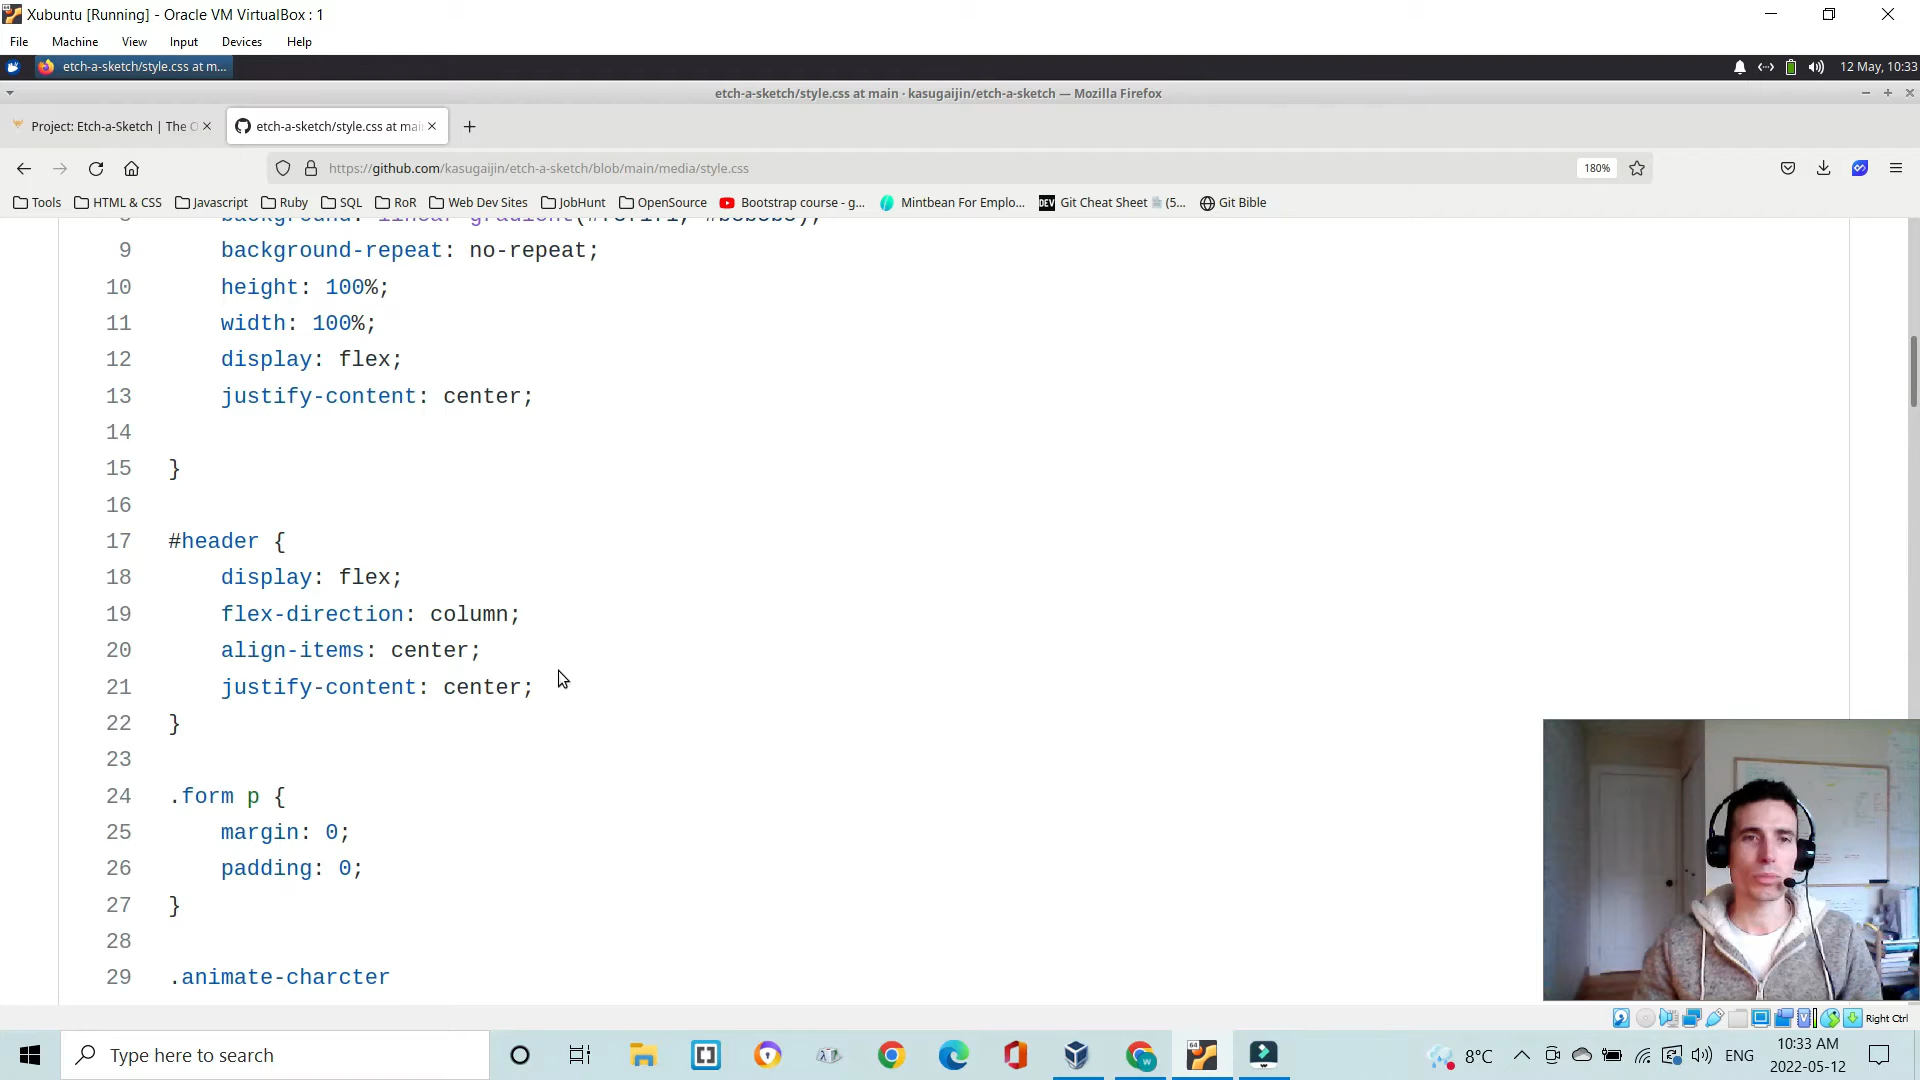 Xubuntu [Running] - Oracle VM VirtualBox : 1
File Machine View Input Devices Help
etch-a-sketch/style.css at m...
12 May, 10:33
etch-a-sketch/style.css at main · kasugaijin/etch-a-sketch — Mozilla Firefox
Project: Etch-a-Sketch | The O
etch-a-sketch/style.css at mai
https://github.com/kasugaijin/etch-a-sketch/blob/main/media/style.css
180%
Tools HTML & CSS Javascript Ruby SQL RoR Web Dev Sites JobHunt OpenSource Bootstrap course - g... Mintbean For Emplo... DEV Git Cheat Sheet (5... Git Bible
9 background-repeat: no-repeat;
10 height: 100%;
11 width: 100%;
12 display: flex;
13 justify-content: center;
14
15 }
16
17 #header {
18 display: flex;
19 flex-direction: column;
20 align-items: center;
21 justify-content: center;
22 }
23
24 .form p {
25 margin: 0;
26 padding: 0;
27 }
28
29 .animate-charcter
Right Ctrl
Type here to search
8°C
ENG
10:33 AM
2022-05-12